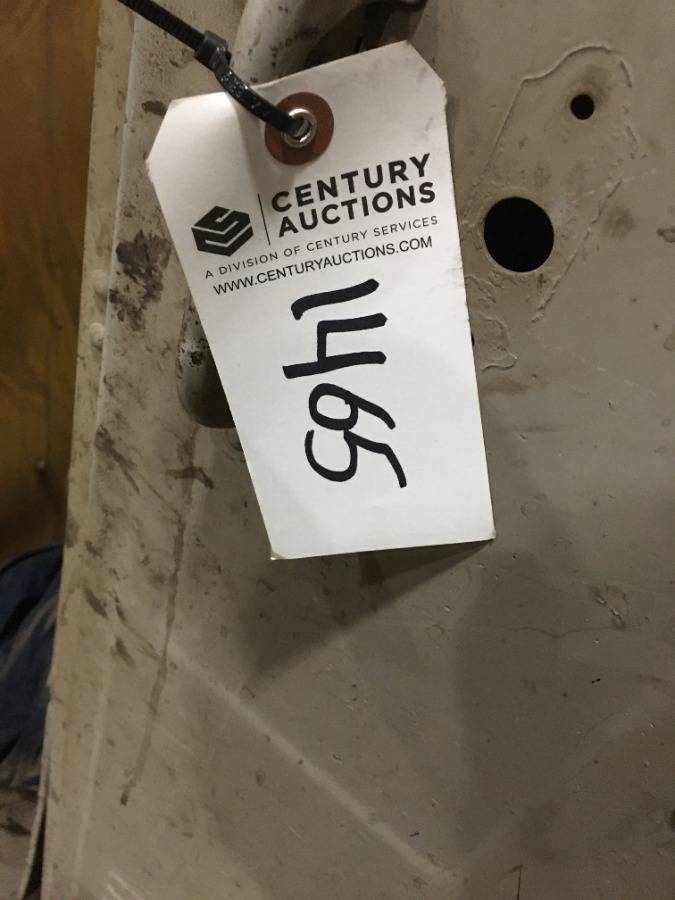 CENTURY
AUCTIONS
A DIVISION OF CENTURY SERVICES
WWW.CENTURYAUCTIONS.COM
1465